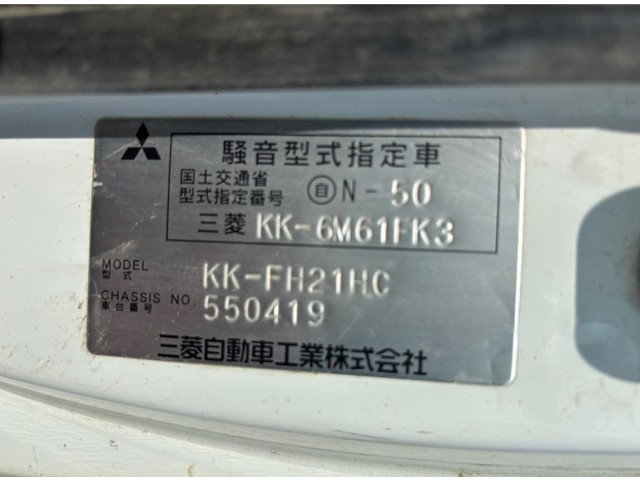 騒音型式指定車
国土交通省
型式指定番号 自N-50
三菱 KK-6M61FK3
MODEL
型式 KK-FH21HC
CHASSIS NO.
車台番号 550419
三菱自動車工業株式会社